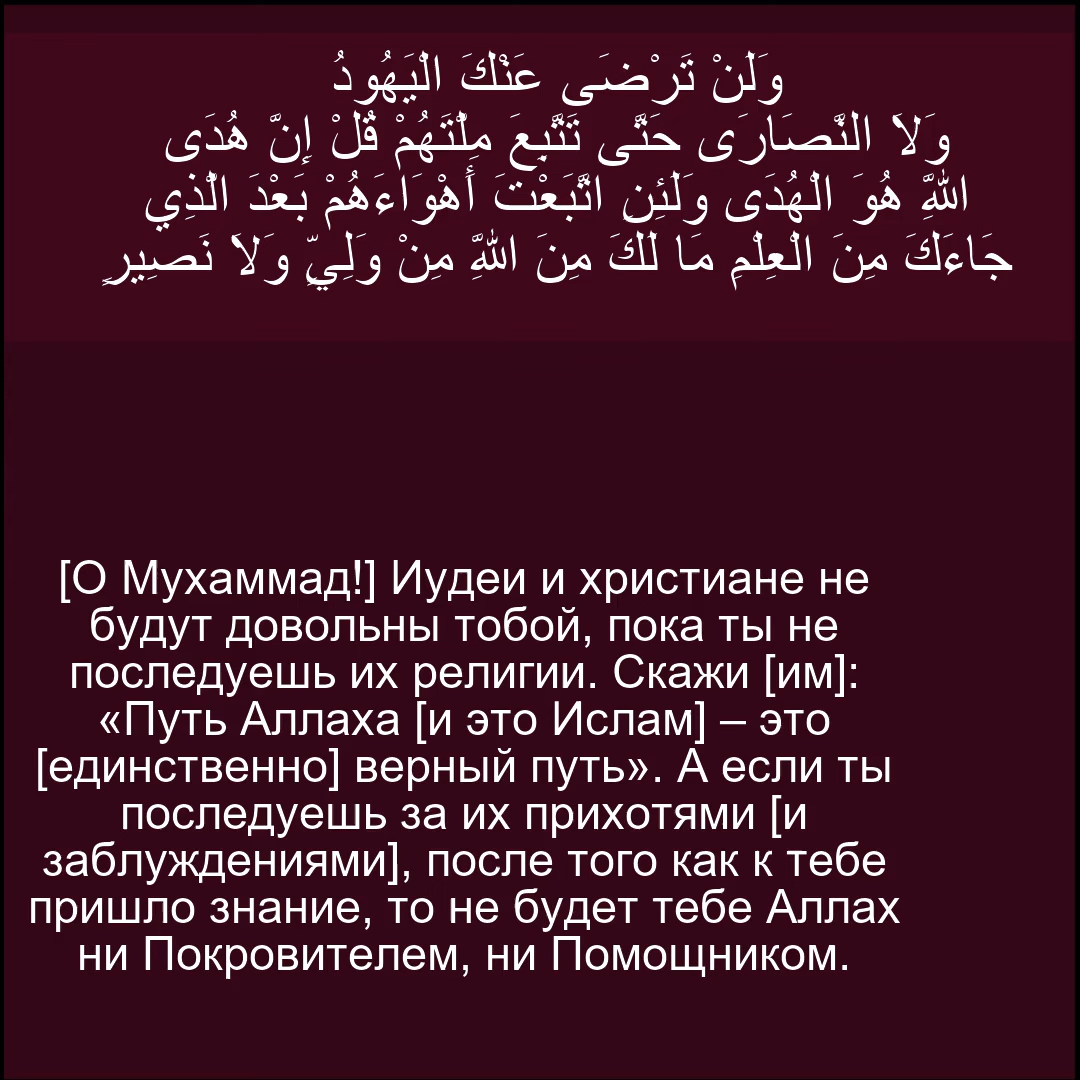 وَلَنْ تَرْضَى عَنْكَ الْيَهُودُ
وَلَا النَّصَارَى حَتَّى تَتَّبِعَ مِلَّتَهُمْ قُلْ إِنَّ هُدَى
اللَّهِ هُوَ الْهُدَى وَلَئِنِ اتَّبَعْتَ أَهْوَاءَهُمْ بَعْدَ الَّذِي
جَاءَكَ مِنَ الْعِلْمِ مَا لَكَ مِنَ اللَّهِ مِنْ وَلِيٍّ وَلَا نَصِيرٍ
[О Мухаммад!] Иудеи и христиане не
будут довольны тобой, пока ты не
последуешь их религии. Скажи [им]:
«Путь Аллаха [и это Ислам] – это
[единственно] верный путь». А если ты
последуешь за их прихотями [и
заблуждениями], после того как к тебе
пришло знание, то не будет тебе Аллах
ни Покровителем, ни Помощником.